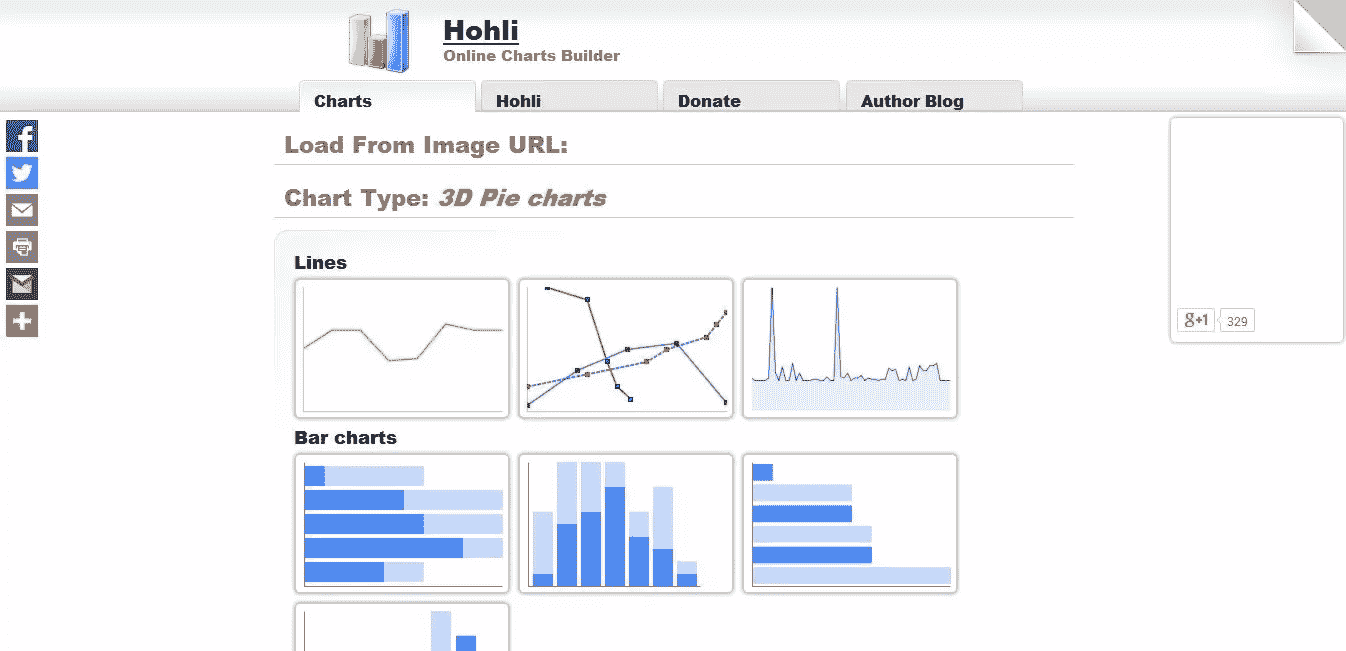 Hohli
Online Charts Builder
Charts
Hohli
Donate
Author Blog
Load From Image URL:
Chart Type: 3D Pie charts
Lines
Bar charts
g+1
329